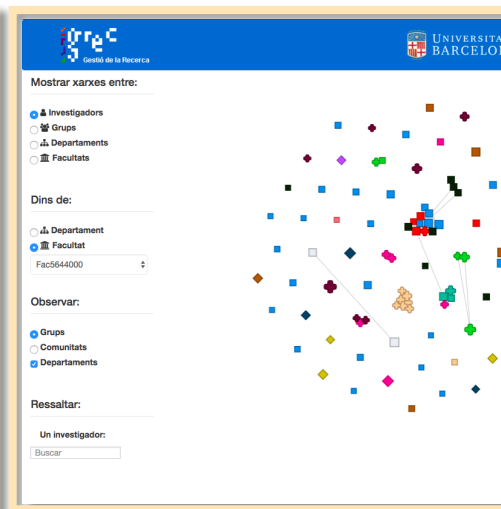 grec
Gestió de la Recerca
UNIVERSITA
BARCELO
Mostrar xarxes entre:
Investigadors
Grups
Departaments
Facultats
Dins de:
Departament
Facultat
Fac5644000
Observar:
Grups
Comunitats
Departaments
Ressaltar:
Un investigador:
Buscar